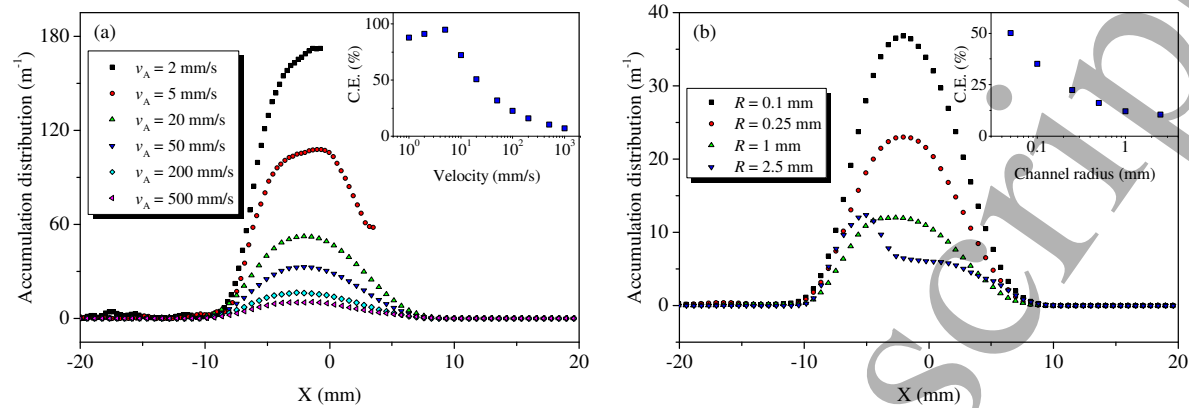 (a)
Accumulation distribution (m⁻¹)
180
120
60
0
-20
-10
0
10
20
X (mm)
v_A = 2 mm/s
v_A = 5 mm/s
v_A = 20 mm/s
v_A = 50 mm/s
v_A = 200 mm/s
v_A = 500 mm/s
C.E. (%)
100
75
50
25
0
10⁰
10¹
10²
10³
Velocity (mm/s)
(b)
Accumulation distribution (m⁻¹)
40
30
20
10
0
-20
-10
0
10
20
X (mm)
R = 0.1 mm
R = 0.25 mm
R = 1 mm
R = 2.5 mm
C.E. (%)
50
25
0
0.1
1
Channel radius (mm)
scrip